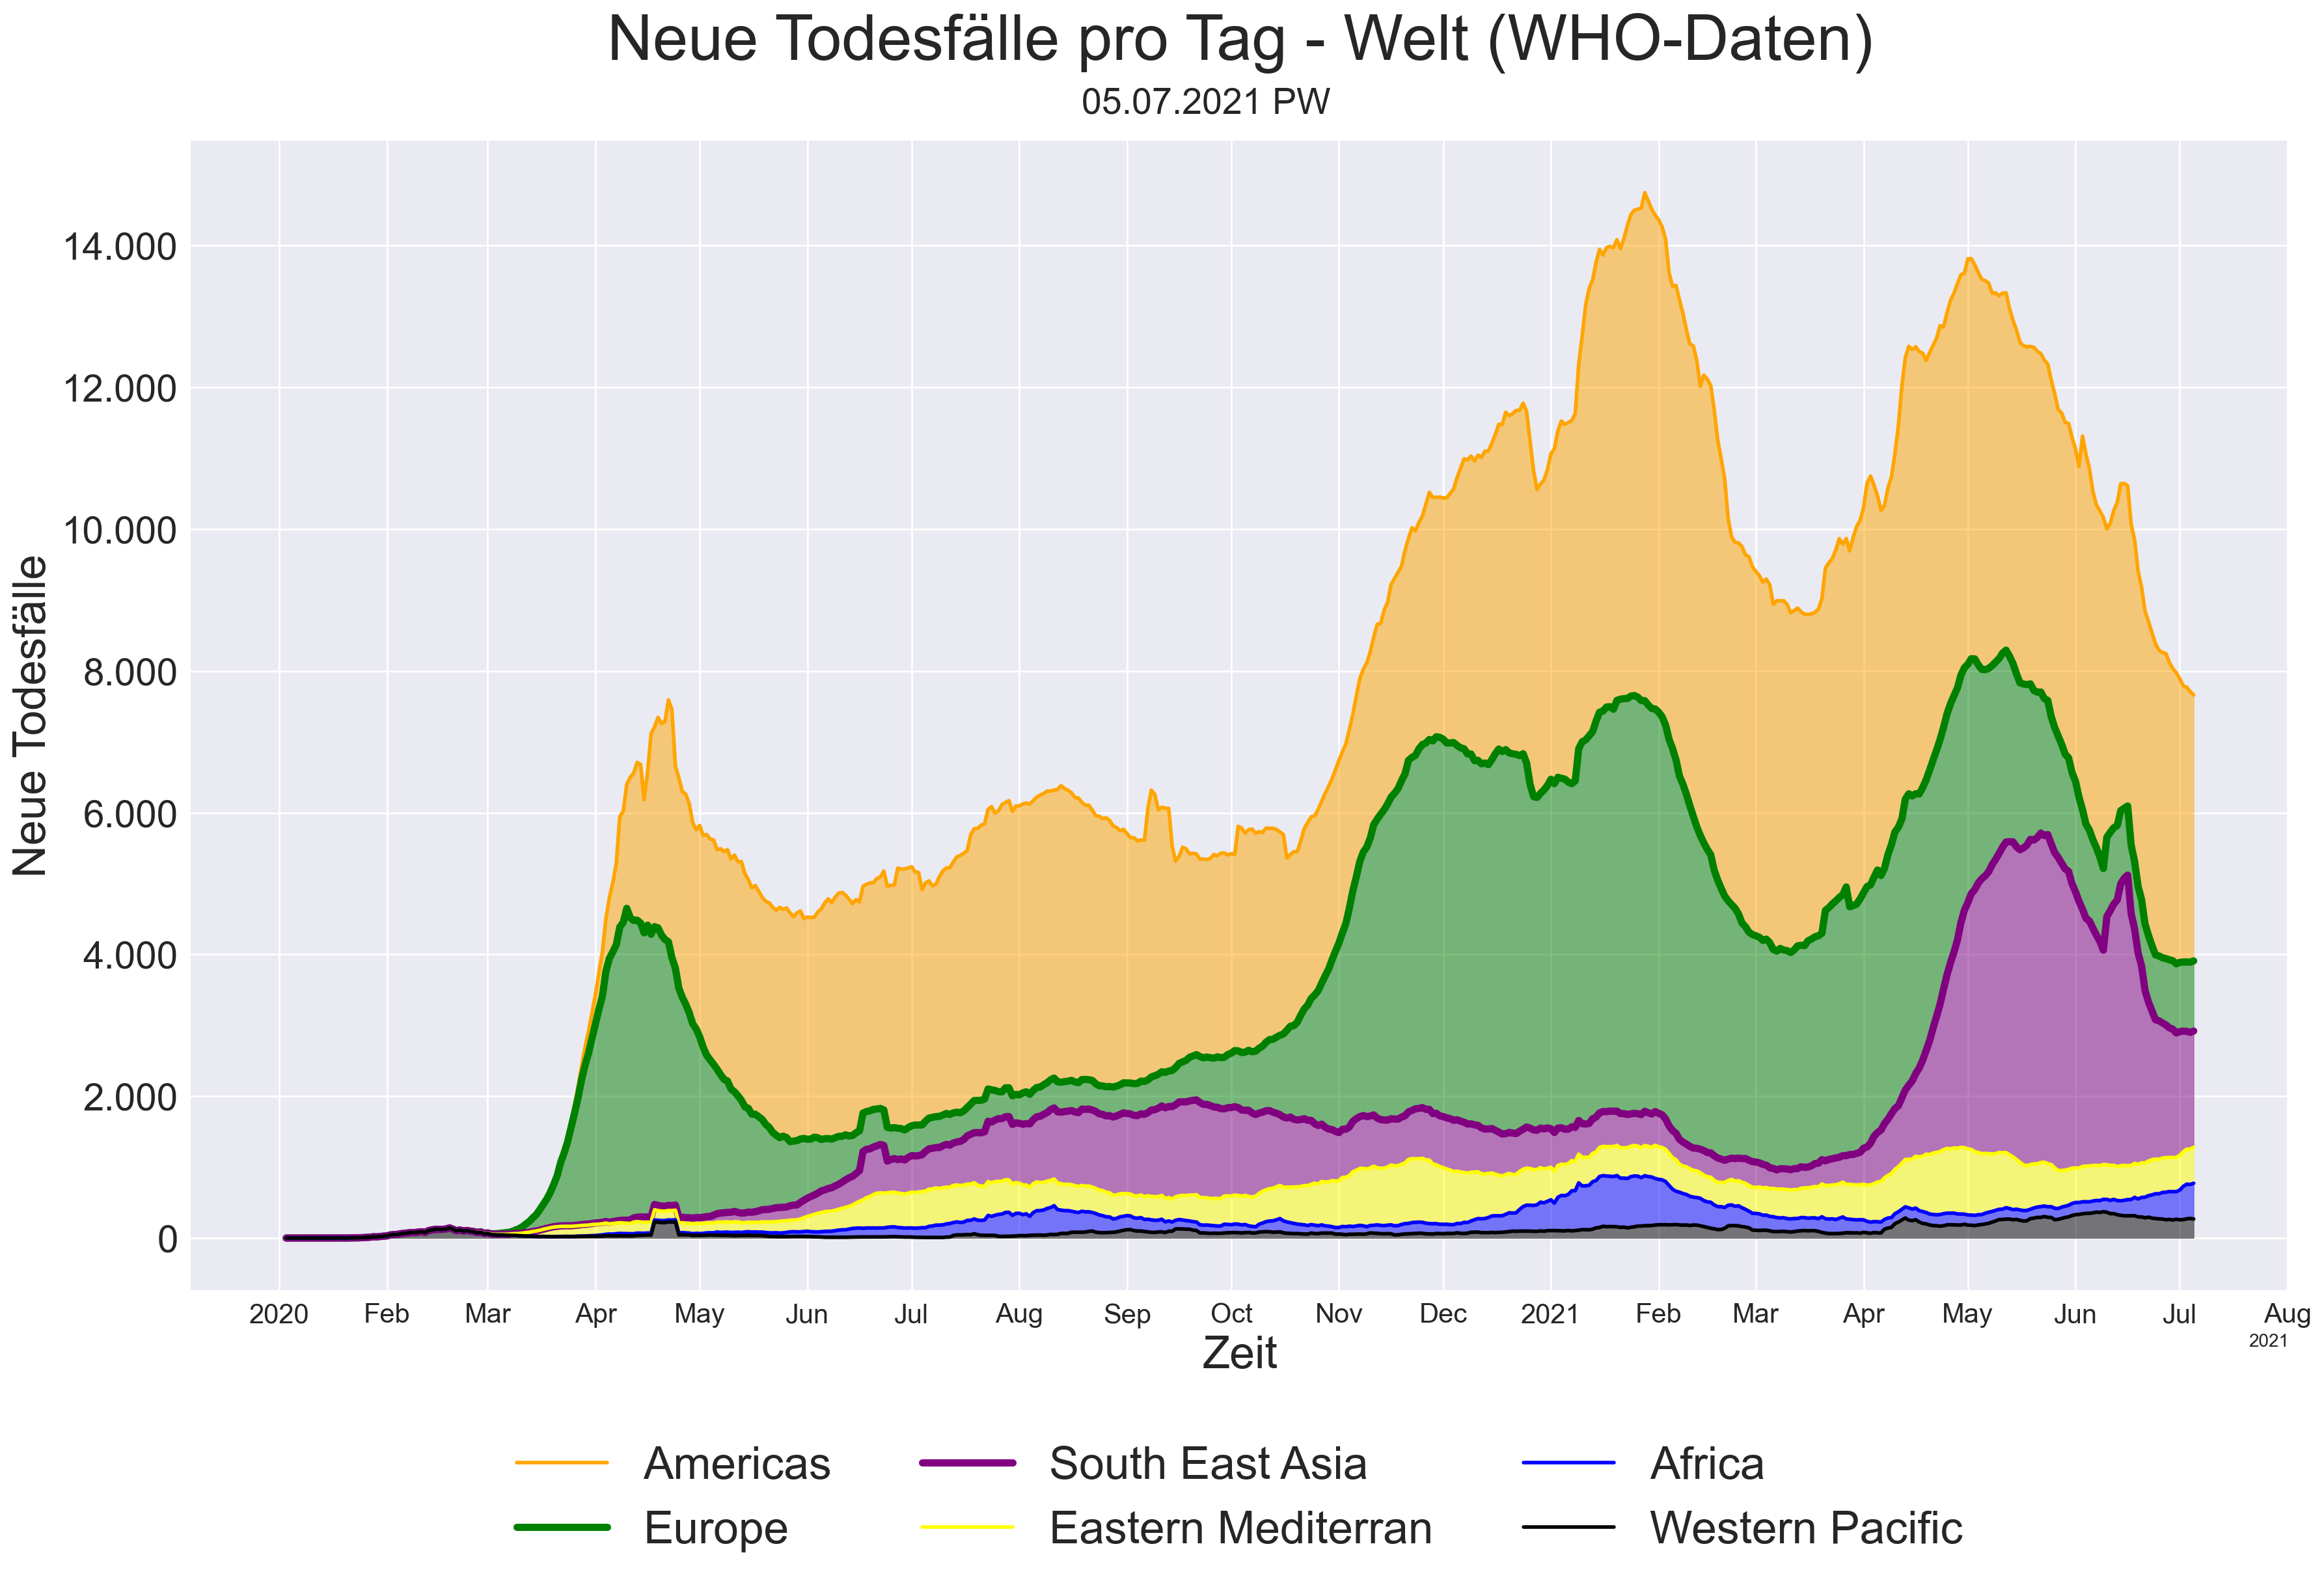 Neue Todesfälle pro Tag - Welt (WHO-Daten)
05.07.2021 PW
Neue Todesfälle
14.000
12.000
10.000
8.000
6.000
4.000
2.000
0
2020 Feb Mar Apr May Jun Jul Aug Sep Oct Nov Dec 2021 Feb Mar Apr May Jun Jul Aug
2021
Zeit
Americas South East Asia Africa
Europe Eastern Mediterran Western Pacific